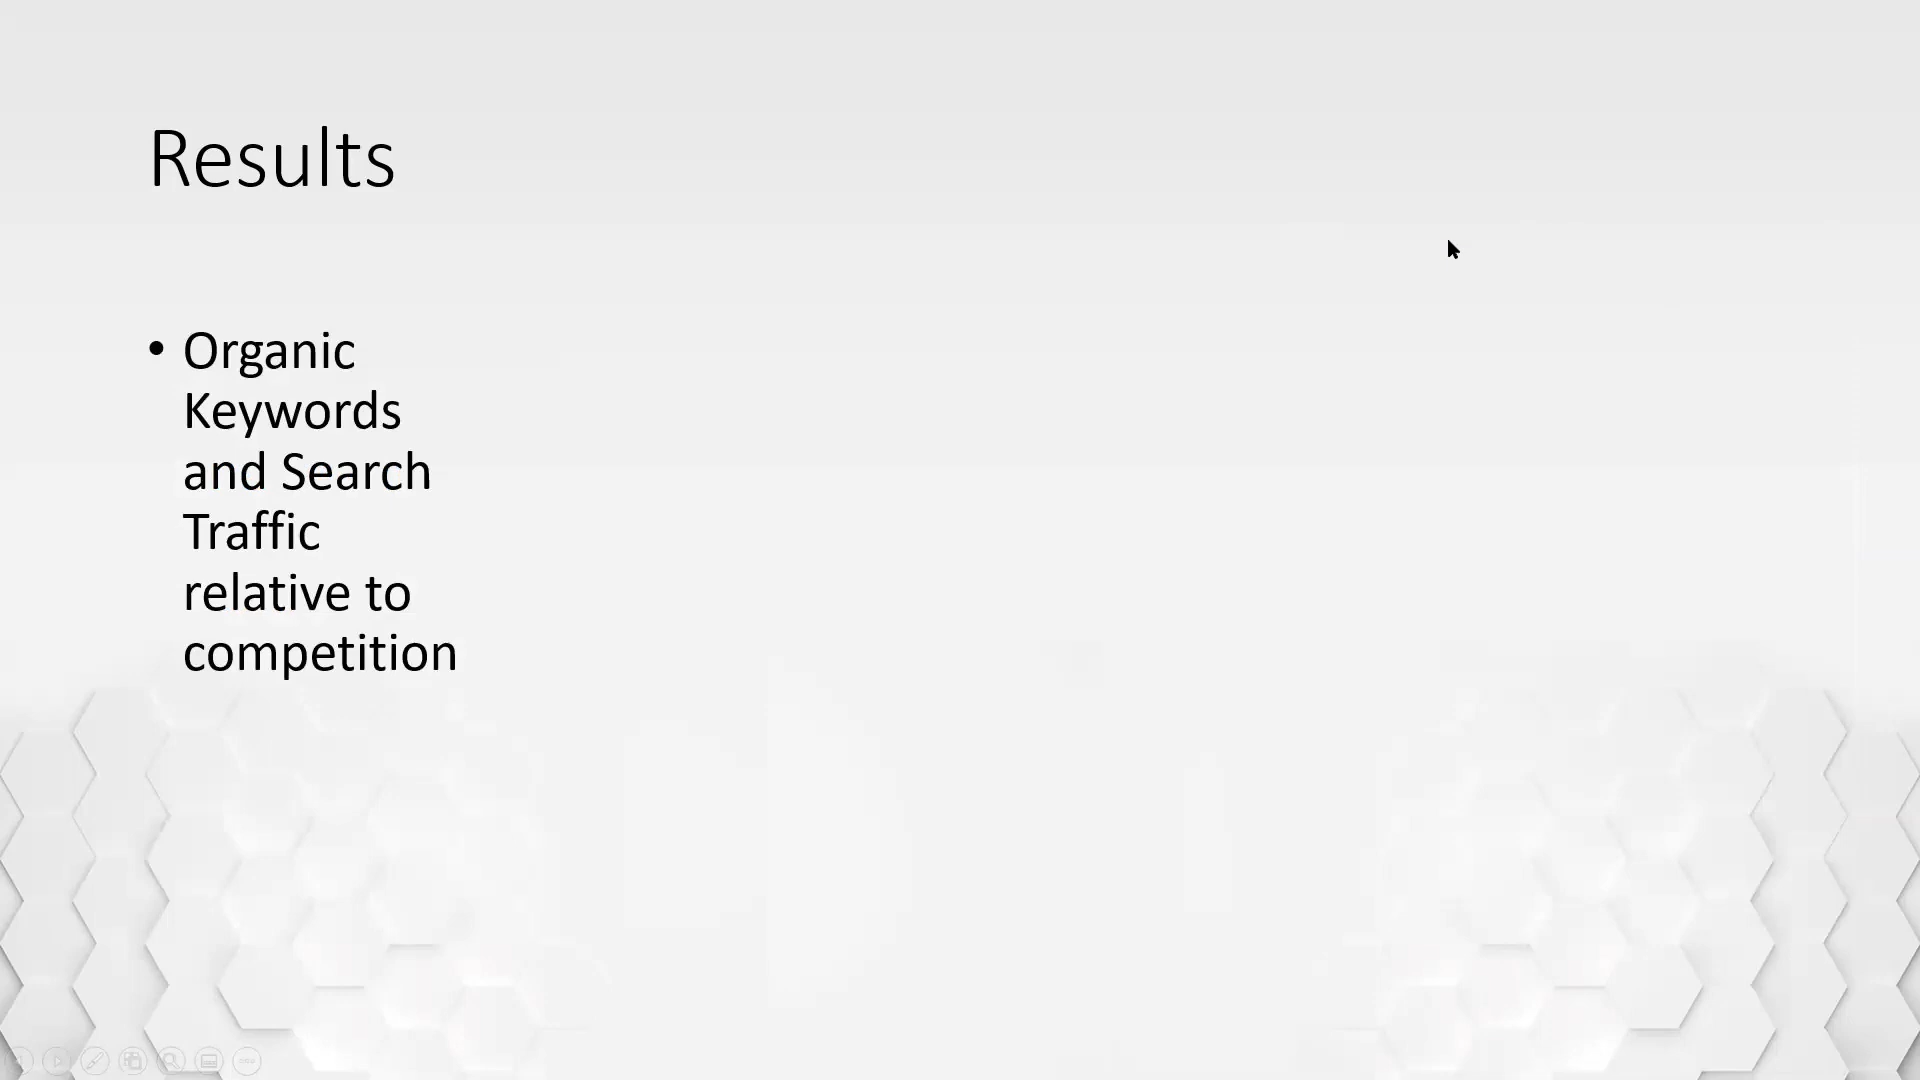 Results
• Organic
Keywords
and Search
Traffic
relative to
competition